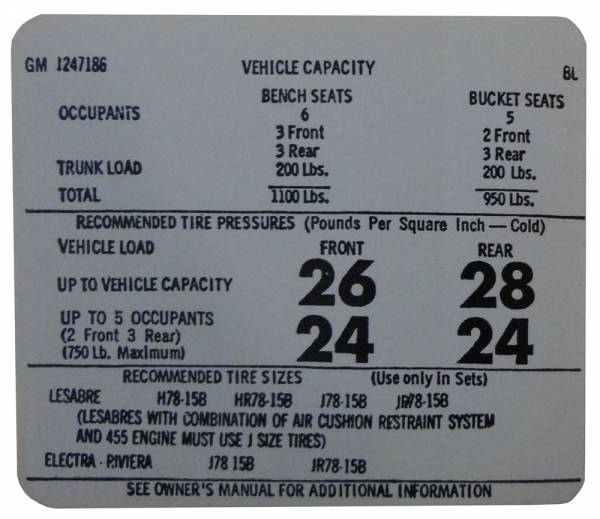 GM 1247186 VEHICLE CAPACITY BL
BENCH SEATS BUCKET SEATS
OCCUPANTS 6 5
3 Front 2 Front
3 Rear 3 Rear
TRUNK LOAD 200 Lbs. 200 Lbs.
TOTAL 1100 Lbs. 950 Lbs.
RECOMMENDED TIRE PRESSURES (Pounds Per Square Inch — Cold)
VEHICLE LOAD FRONT REAR
UP TO VEHICLE CAPACITY 26 28
UP TO 5 OCCUPANTS
(2 Front 3 Rear) 24 24
(750 Lb. Maximum)
RECOMMENDED TIRE SIZES (Use only in Sets)
LESABRE H78-15B HR78-15B J78-15B JR78-15B
(LESABRES WITH COMBINATION OF AIR CUSHION RESTRAINT SYSTEM
AND 455 ENGINE MUST USE J SIZE TIRES)
ELECTRA - RIVIERA J78 15B JR78-15B
SEE OWNER'S MANUAL FOR ADDITIONAL INFORMATION